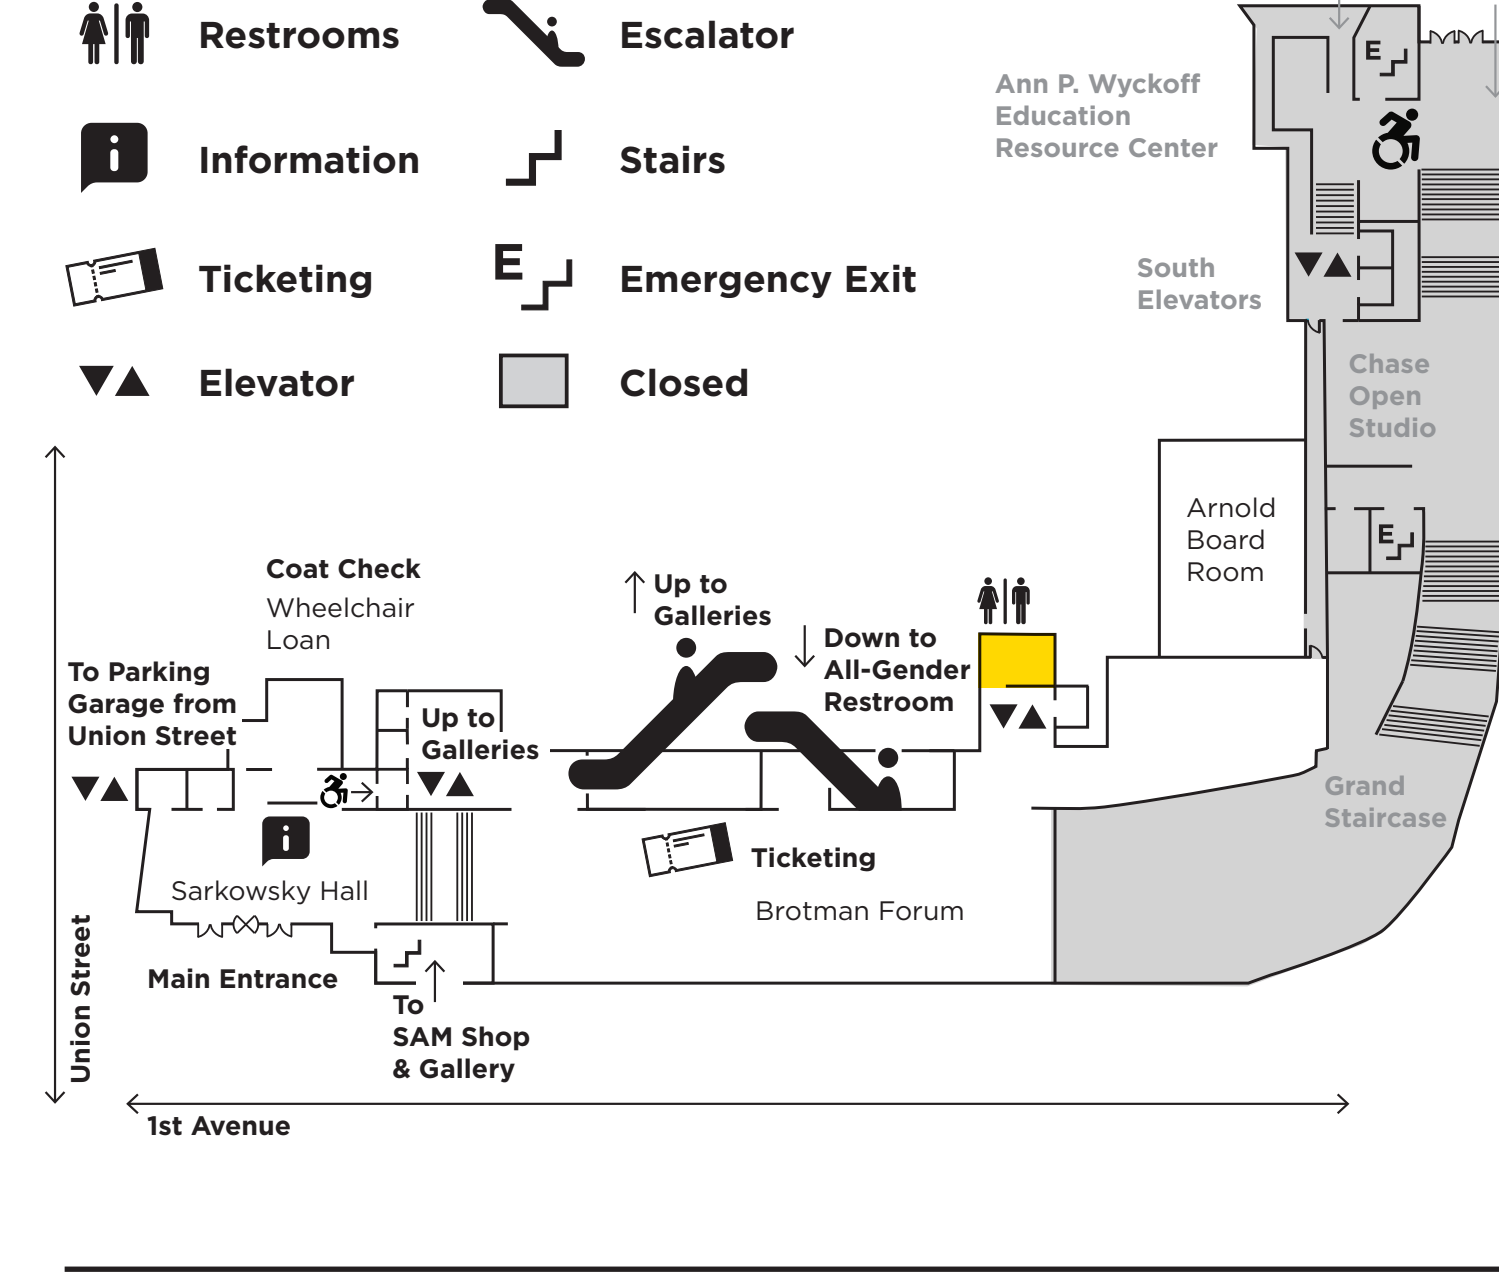 Restrooms
Escalator
Information
Stairs
Ticketing
E
Emergency Exit
Elevator
Closed
E
Ann P. Wyckoff
Education
Resource Center
South
Elevators
Chase
Open
Studio
Arnold
Board
Room
E
Coat Check
Wheelchair
Loan
Up to
Galleries
Down to
All-Gender
Restroom
To Parking
Garage from
Union Street
Up to
Galleries
Grand
Staircase
Ticketing
Sarkowsky Hall
Brotman Forum
Main Entrance
To
SAM Shop
& Gallery
Union Street
1st Avenue